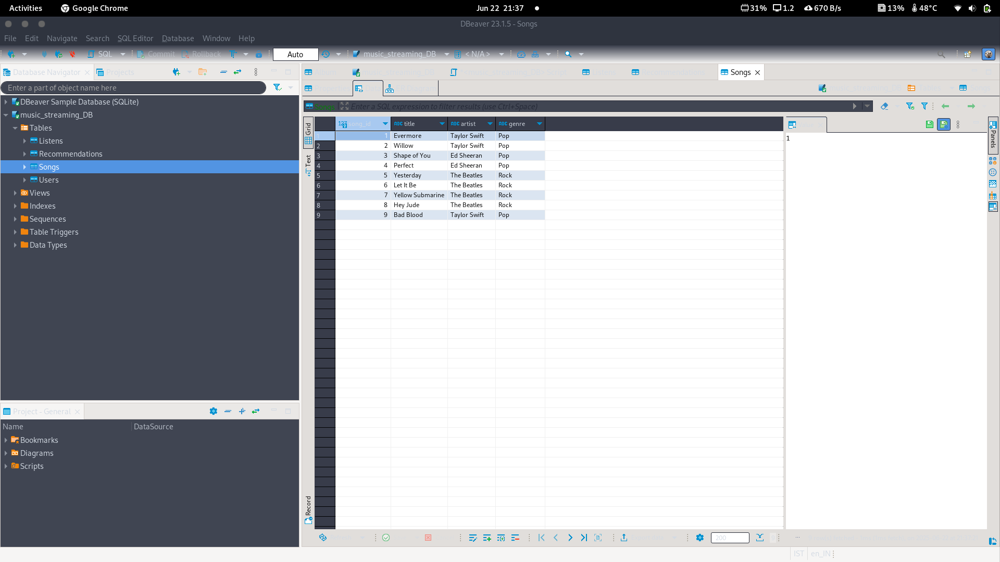 Activities Google Chrome Jun 22 21:37 31% 1.2 670 B/s 13% 48°C
DBeaver 23.1.5 - Songs
File Edit Navigate Search SQL Editor Database Window Help
SQL Commit Rollback Auto music_streaming_DB < N/A >
Database Navigator Projects
Enter a part of object name here
DBeaver Sample Database (SQLite)
music_streaming_DB
Tables
Listens
Recommendations
Songs
Users
Views
Indexes
Sequences
Table Triggers
Data Types
Project - General
Name DataSource
Bookmarks
Diagrams
Scripts
Album music_streaming_DB Listens Recommendations Songs
Properties ER Diagram music_streaming_DB Tables Songs
Songs Enter a SQL expression to filter results (use Ctrl+Space)
Grid
Text
Record
123 song_id ABC title ABC artist ABC genre
1 1 Evermore Taylor Swift Pop
2 2 Willow Taylor Swift Pop
3 3 Shape of You Ed Sheeran Pop
4 4 Perfect Ed Sheeran Pop
5 5 Yesterday The Beatles Rock
6 6 Let It Be The Beatles Rock
7 7 Yellow Submarine The Beatles Rock
8 8 Hey Jude The Beatles Rock
9 9 Bad Blood Taylor Swift Pop
1
Panels
200
IST en_IN